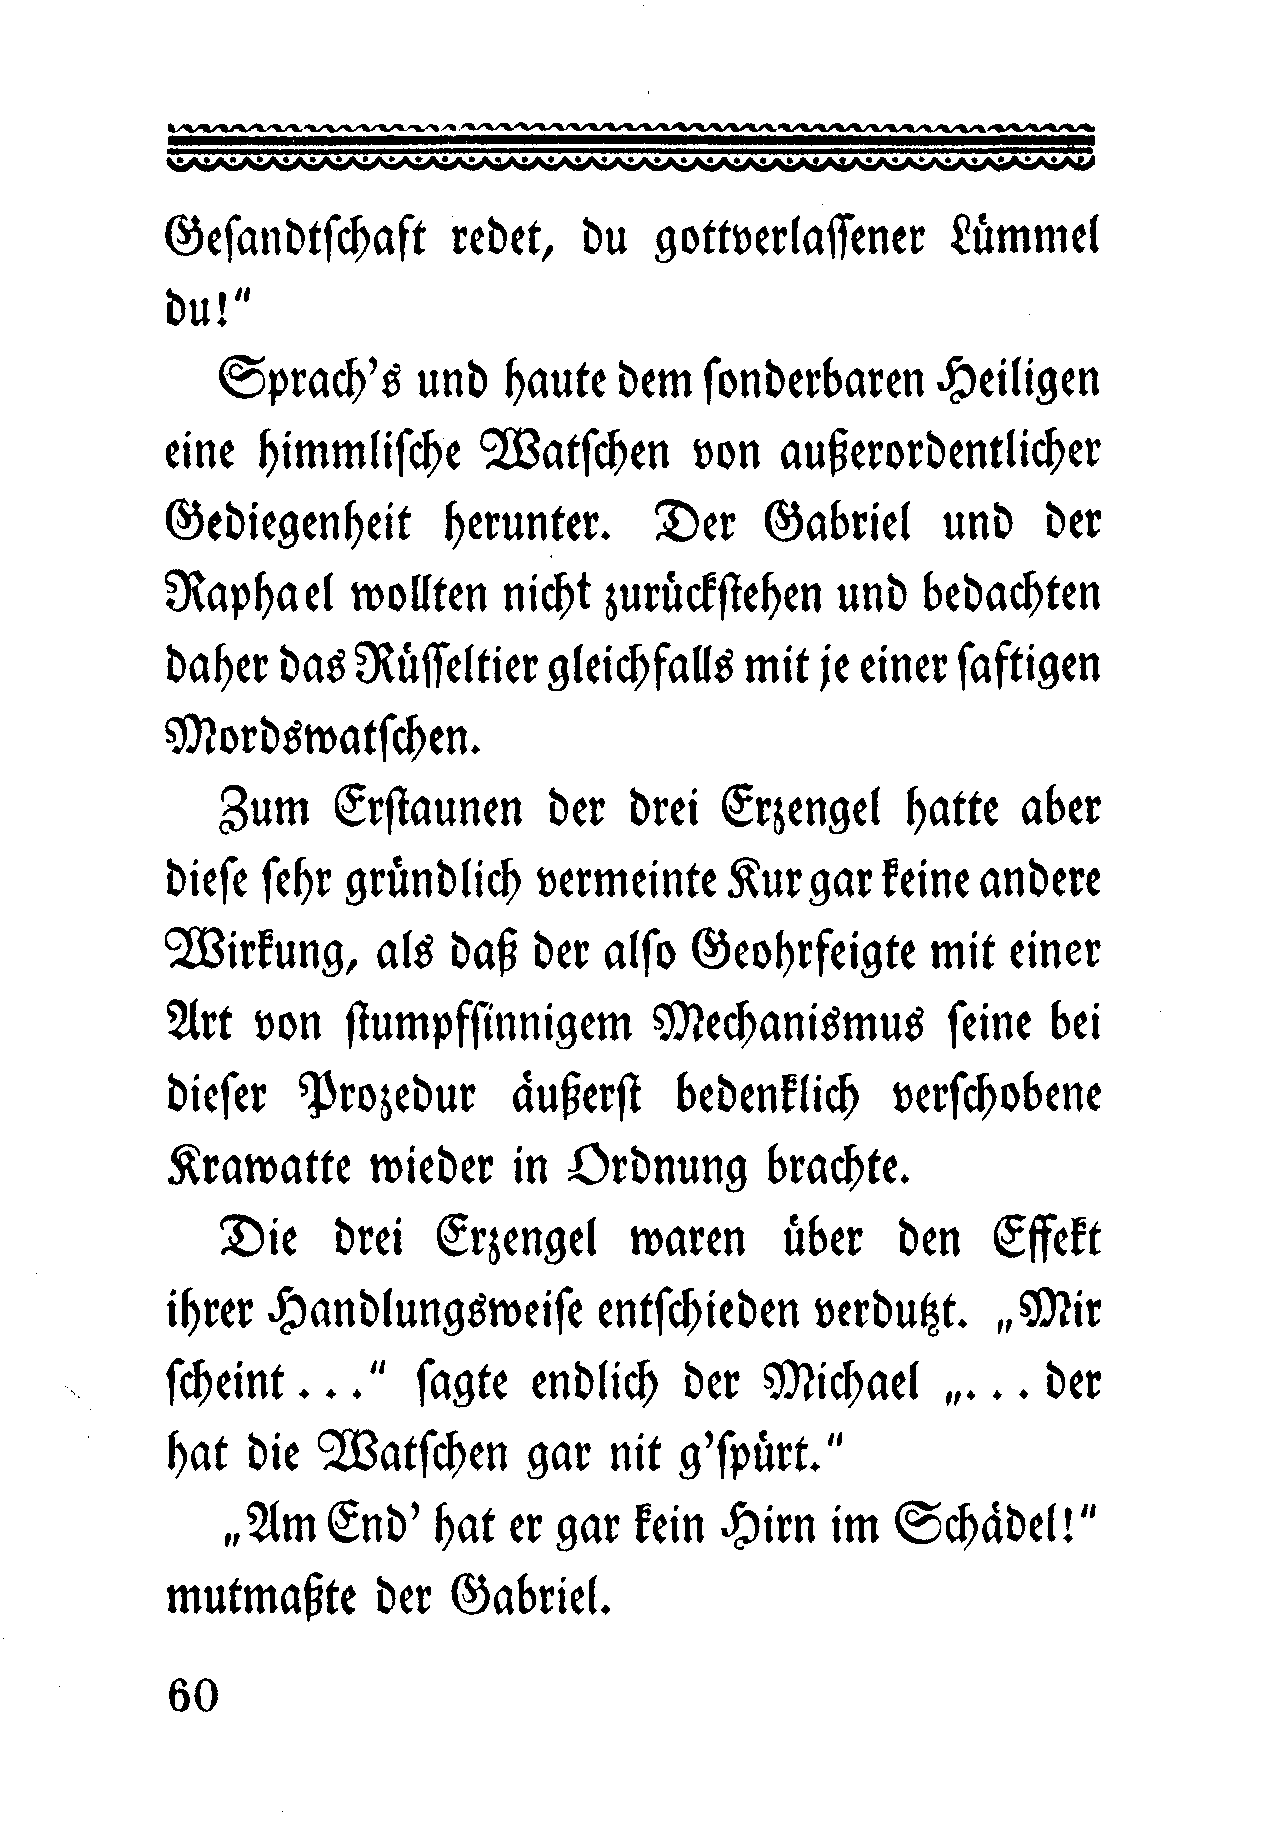 Gesandtschaft redet, du gottverlassener Lümmel
du!“
Sprach’s und haute dem sonderbaren Heiligen
eine himmlische Watschen von außerordentlicher
Gediegenheit herunter. Der Gabriel und der
Raphael wollten nicht zurückstehen und bedachten
daher das Rüsseltier gleichfalls mit je einer saftigen
Mordswatschen.
Zum Erstaunen der drei Erzengel hatte aber
diese sehr gründlich vermeinte Kur gar keine andere
Wirkung, als daß der also Geohrfeigte mit einer
Art von stumpfsinnigem Mechanismus seine bei
dieser Prozedur äußerst bedenklich verschobene
Krawatte wieder in Ordnung brachte.
Die drei Erzengel waren über den Effekt
ihrer Handlungsweise entschieden verdutzt. „Mir
scheint . . .“ sagte endlich der Michael „. . . der
hat die Watschen gar nit g’spürt.“
„Am End’ hat er gar kein Hirn im Schädel!“
mutmaßte der Gabriel.
60